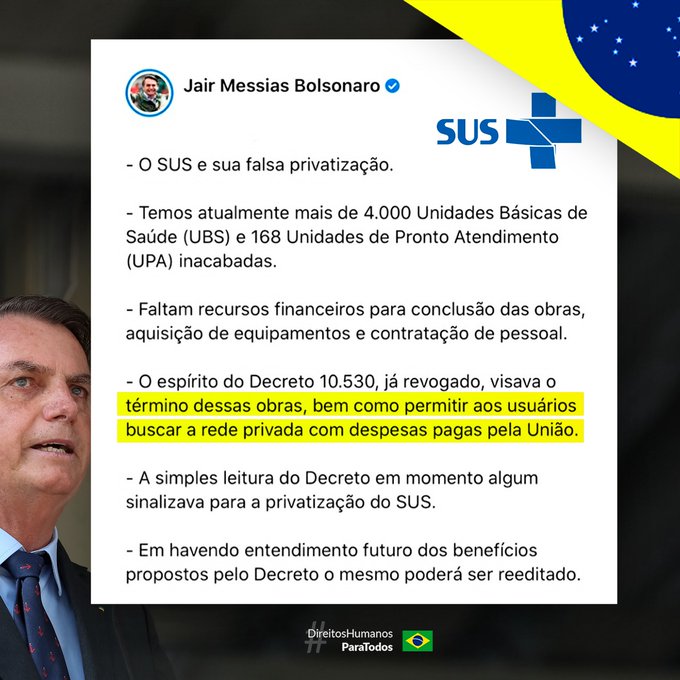 Jair Messias Bolsonaro
SUS
- O SUS e sua falsa privatização.
- Temos atualmente mais de 4.000 Unidades Básicas de
Saúde (UBS) e 168 Unidades de Pronto Atendimento
(UPA) inacabadas.
- Faltam recursos financeiros para conclusão das obras,
aquisição de equipamentos e contratação de pessoal.
- O espírito do Decreto 10.530, já revogado, visava o
término dessas obras, bem como permitir aos usuários
buscar a rede privada com despesas pagas pela União.
- A simples leitura do Decreto em momento algum
sinalizava para a privatização do SUS.
- Em havendo entendimento futuro dos benefícios
propostos pelo Decreto o mesmo poderá ser reeditado.
#DireitosHumanos
ParaTodos